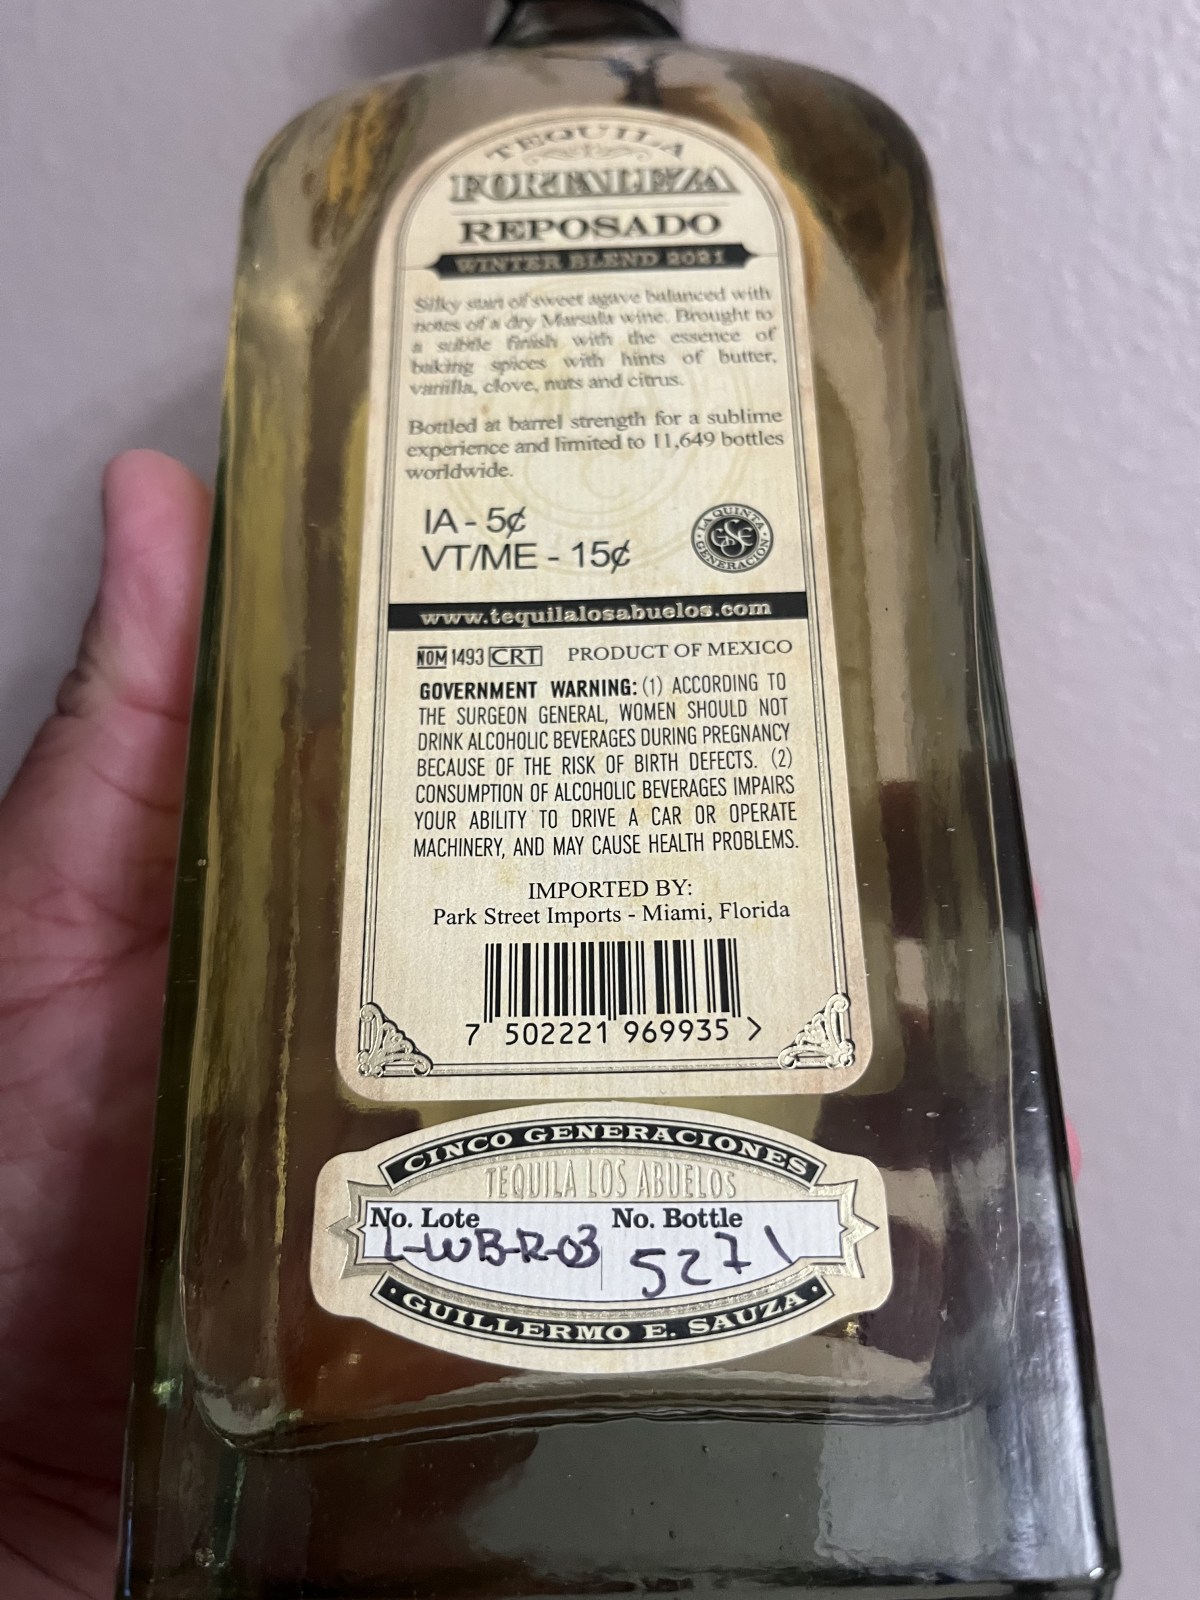 TEQUILA
FORTALEZA
REPOSADO
WINTER BLEND 2021
Silky start of sweet agave balanced with
notes of a dry Marsala wine. Brought to
a subtle finish with the essence of
baking spices with hints of butter,
vanilla, clove, nuts and citrus.
Bottled at barrel strength for a sublime
experience and limited to 11,649 bottles
worldwide.
IA - 5¢
VT/ME - 15¢
LA QUINTA
GENERACION
www.tequilalosabuelos.com
NOM 1493 CRT PRODUCT OF MEXICO
GOVERNMENT WARNING: (1) ACCORDING TO
THE SURGEON GENERAL, WOMEN SHOULD NOT
DRINK ALCOHOLIC BEVERAGES DURING PREGNANCY
BECAUSE OF THE RISK OF BIRTH DEFECTS. (2)
CONSUMPTION OF ALCOHOLIC BEVERAGES IMPAIRS
YOUR ABILITY TO DRIVE A CAR OR OPERATE
MACHINERY, AND MAY CAUSE HEALTH PROBLEMS.
IMPORTED BY:
Park Street Imports - Miami, Florida
7 502221 969935 >
CINCO GENERACIONES
TEQUILA LOS ABUELOS
No. Lote No. Bottle
L-WB-R-03 5271
GUILLERMO E. SAUZA